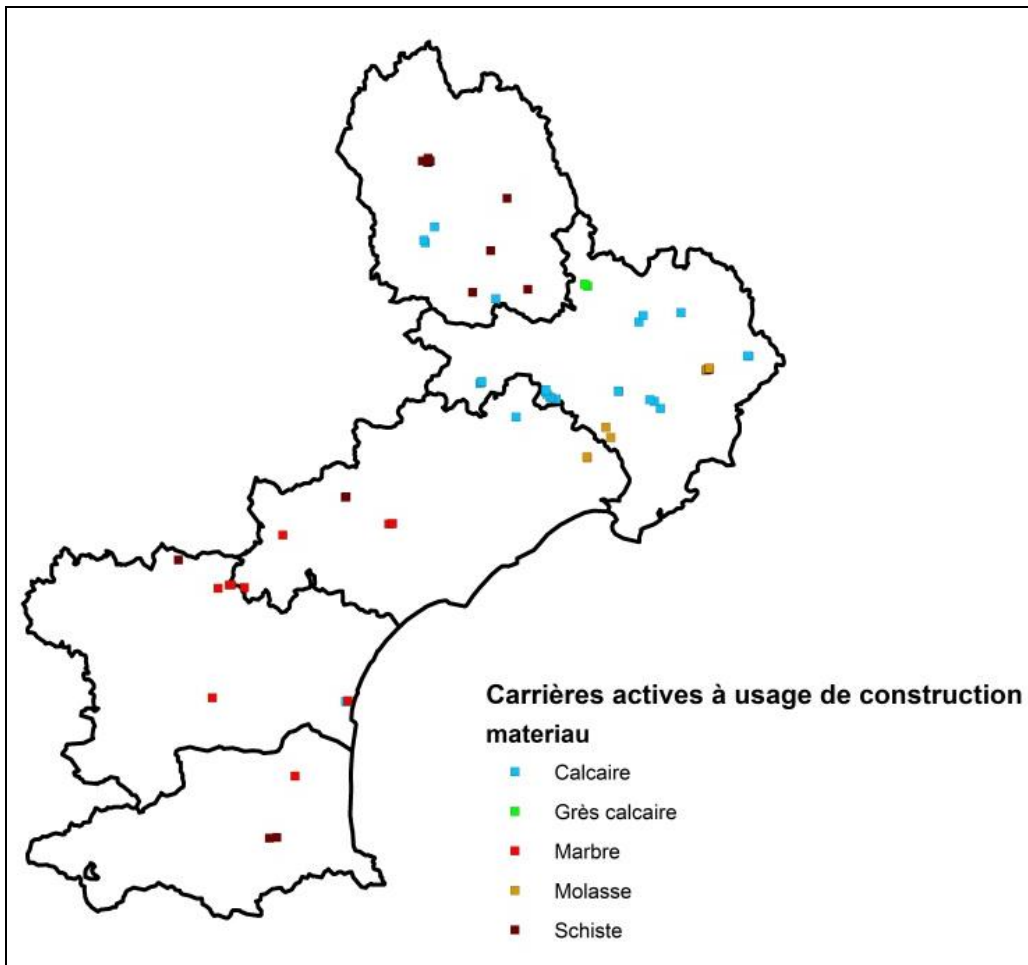 Carrières actives à usage de construction
materiau
Calcaire
Grès calcaire
Marbre
Molasse
Schiste